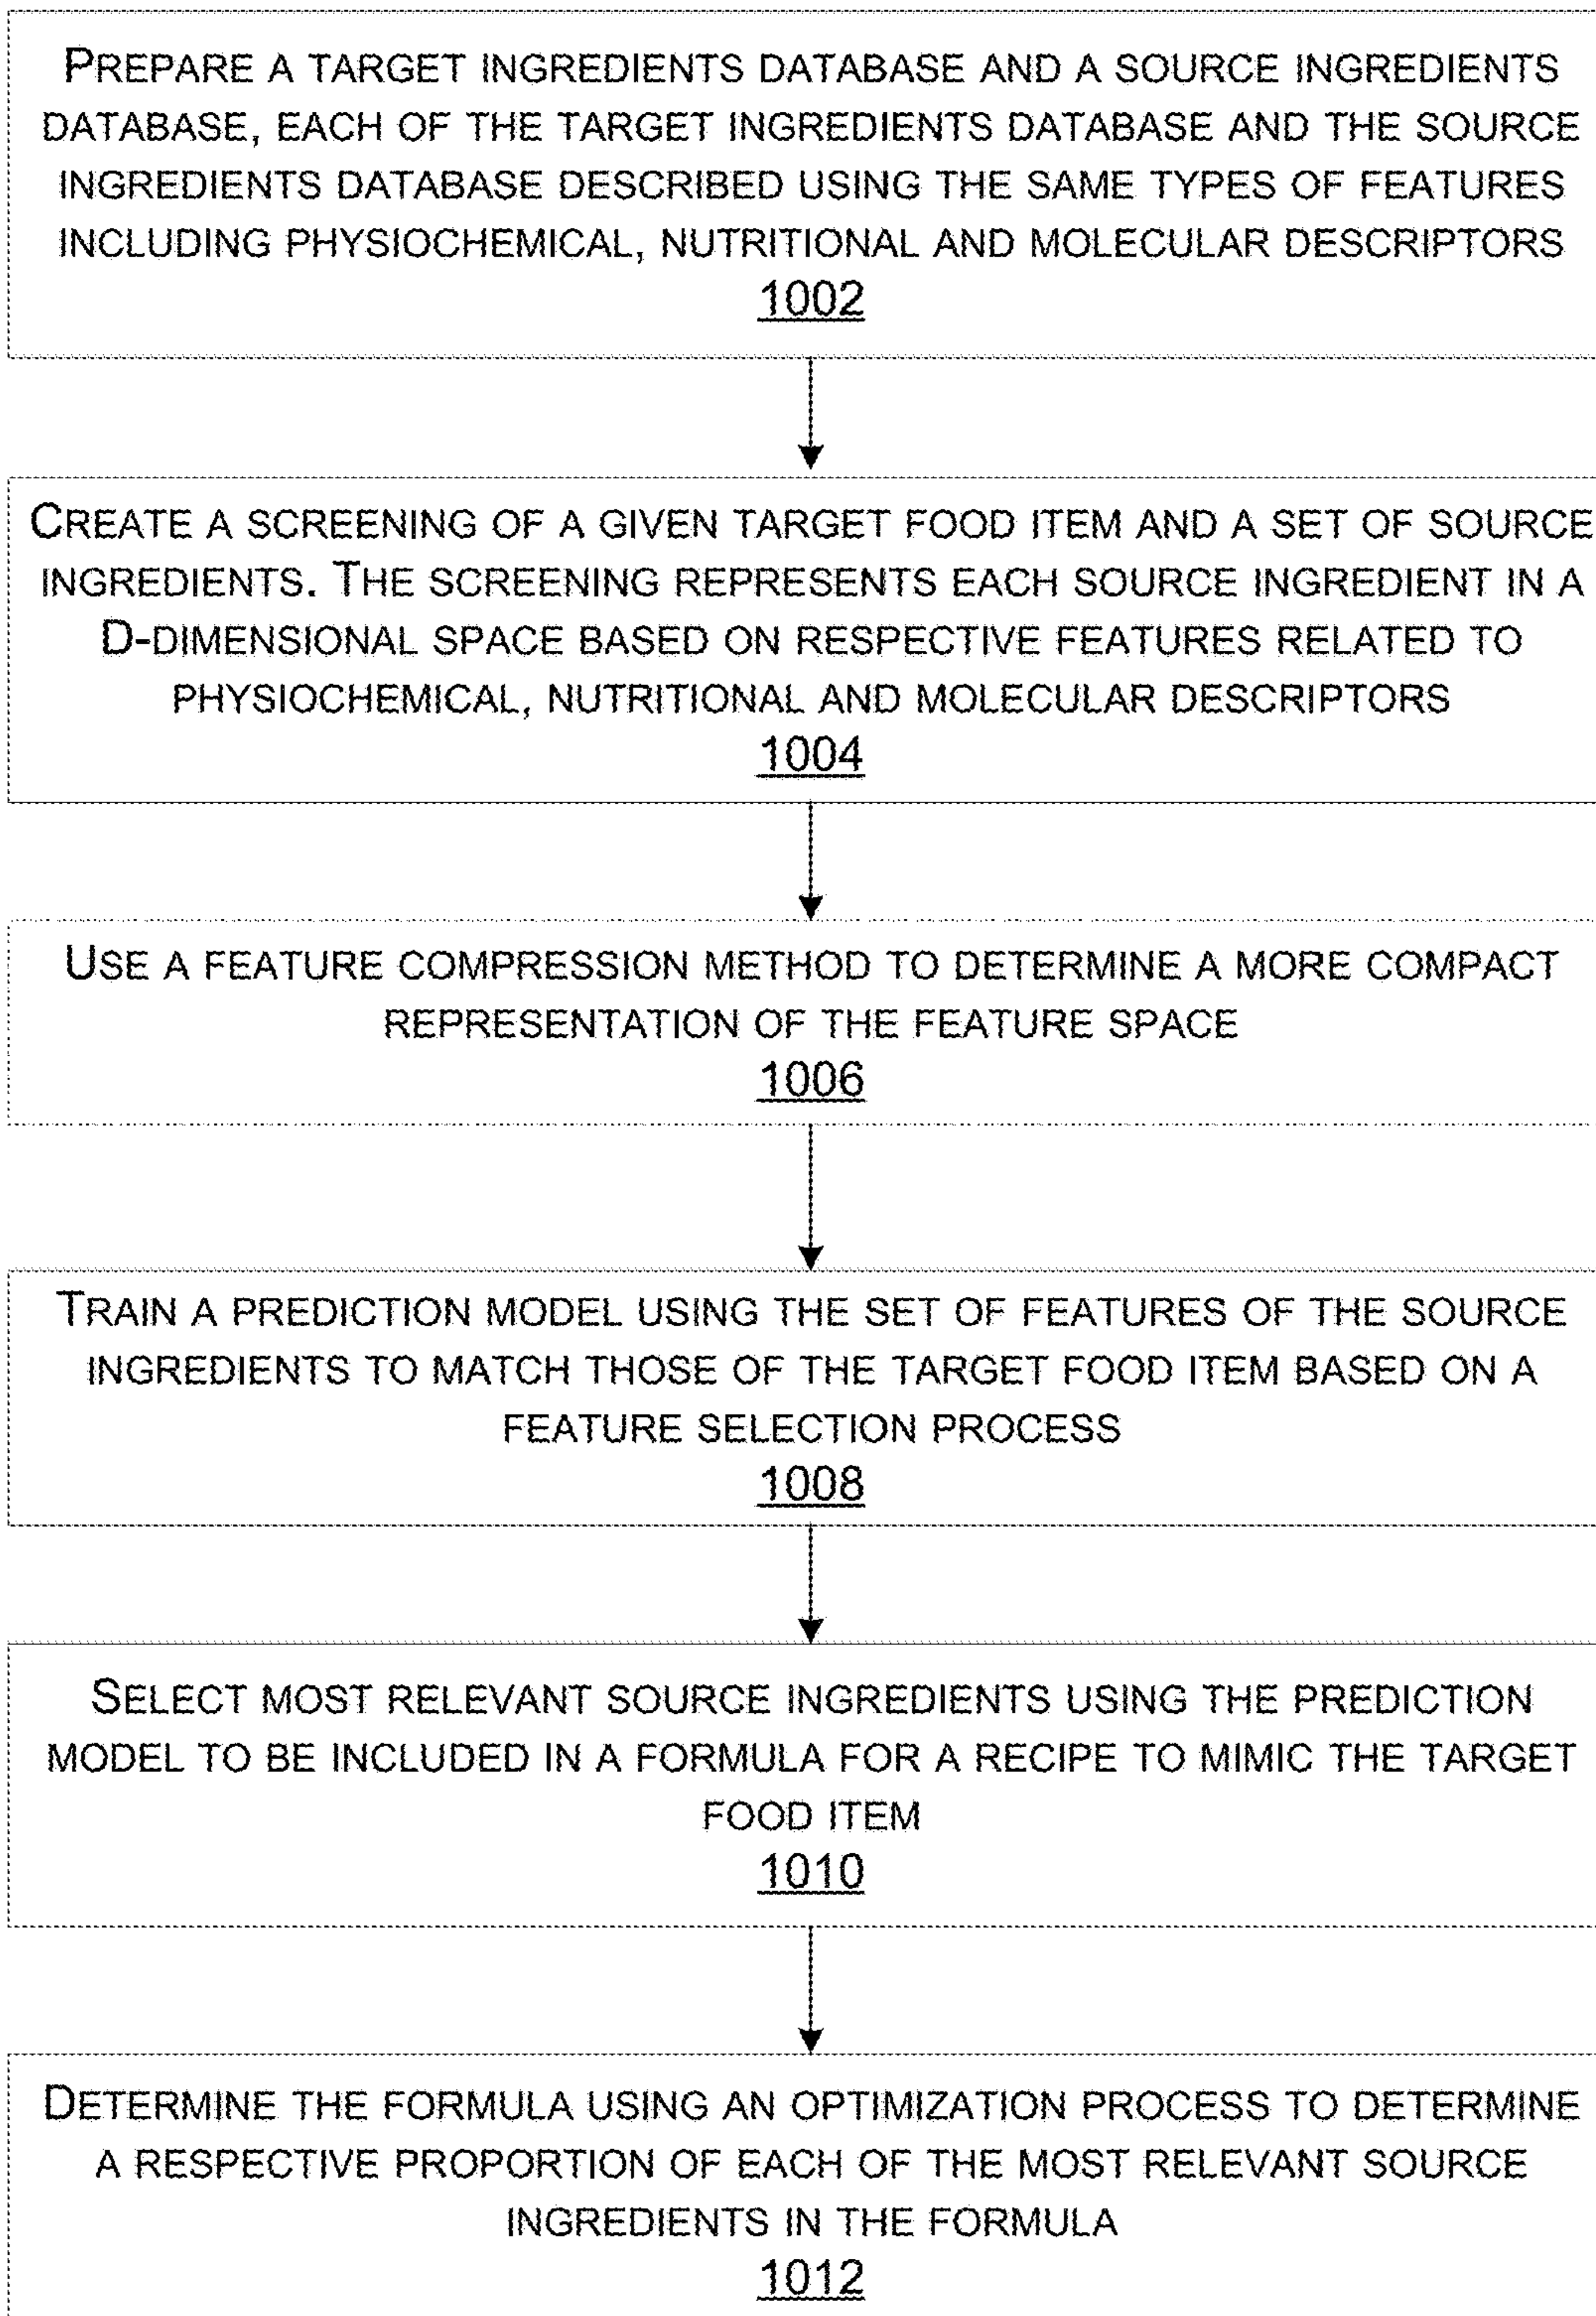 PREPARE A TARGET INGREDIENTS DATABASE AND A SOURCE INGREDIENTS
DATABASE, EACH OF THE TARGET INGREDIENTS DATABASE AND THE SOURCE
INGREDIENTS DATABASE DESCRIBED USING THE SAME TYPES OF FEATURES
INCLUDING PHYSIOCHEMICAL, NUTRITIONAL AND MOLECULAR DESCRIPTORS
1002
CREATE A SCREENING OF A GIVEN TARGET FOOD ITEM AND A SET OF SOURCE
INGREDIENTS. THE SCREENING REPRESENTS EACH SOURCE INGREDIENT IN A
D-DIMENSIONAL SPACE BASED ON RESPECTIVE FEATURES RELATED TO
PHYSIOCHEMICAL, NUTRITIONAL AND MOLECULAR DESCRIPTORS
1004
USE A FEATURE COMPRESSION METHOD TO DETERMINE A MORE COMPACT
REPRESENTATION OF THE FEATURE SPACE
1006
TRAIN A PREDICTION MODEL USING THE SET OF FEATURES OF THE SOURCE
INGREDIENTS TO MATCH THOSE OF THE TARGET FOOD ITEM BASED ON A
FEATURE SELECTION PROCESS
1008
SELECT MOST RELEVANT SOURCE INGREDIENTS USING THE PREDICTION
MODEL TO BE INCLUDED IN A FORMULA FOR A RECIPE TO MIMIC THE TARGET
FOOD ITEM
1010
DETERMINE THE FORMULA USING AN OPTIMIZATION PROCESS TO DETERMINE
A RESPECTIVE PROPORTION OF EACH OF THE MOST RELEVANT SOURCE
INGREDIENTS IN THE FORMULA
1012